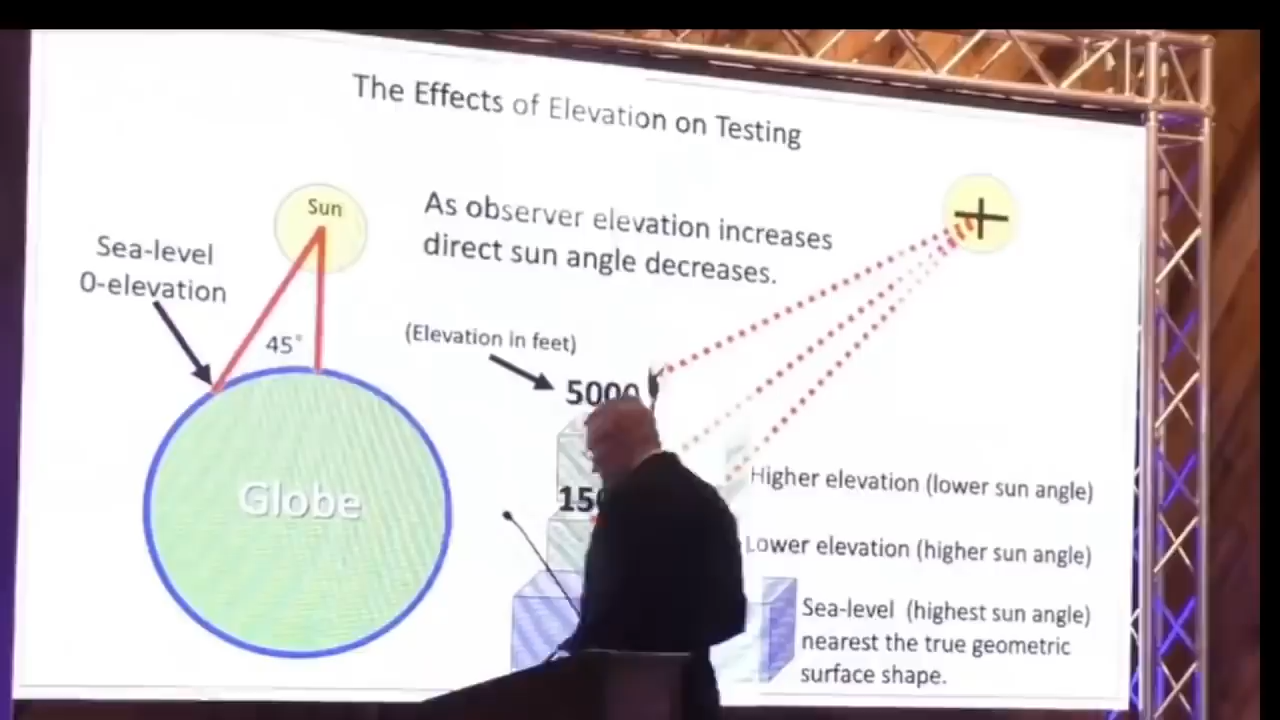 The Effects of Elevation on Testing
Sun
As observer elevation increases
direct sun angle decreases.
Sea-level
0-elevation
45°
(Elevation in feet)
5000
Globe
Higher elevation (lower sun angle)
Lower elevation (higher sun angle)
Sea-level (highest sun angle)
nearest the true geometric
surface shape.